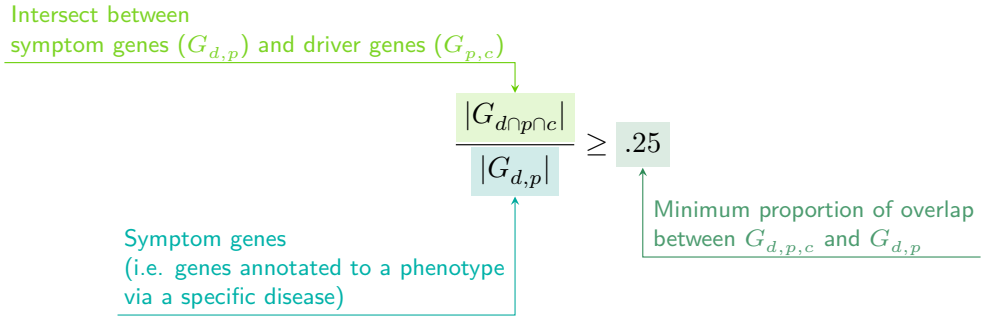 Intersect between
symptom genes (G_{d,p}) and driver genes (G_{p,c})
|G_{d∩p∩c}|
|G_{d,p}|
≥ .25
Symptom genes
(i.e. genes annotated to a phenotype
via a specific disease)
Minimum proportion of overlap
between G_{d,p,c} and G_{d,p}